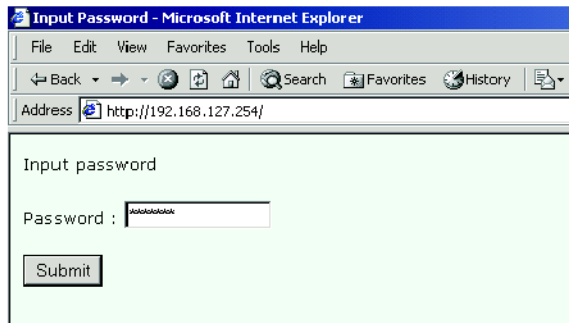 Input Password - Microsoft Internet Explorer
File Edit View Favorites Tools Help
Back Search Favorites History
Address http://192.168.127.254/
Input password
Password : ********
Submit